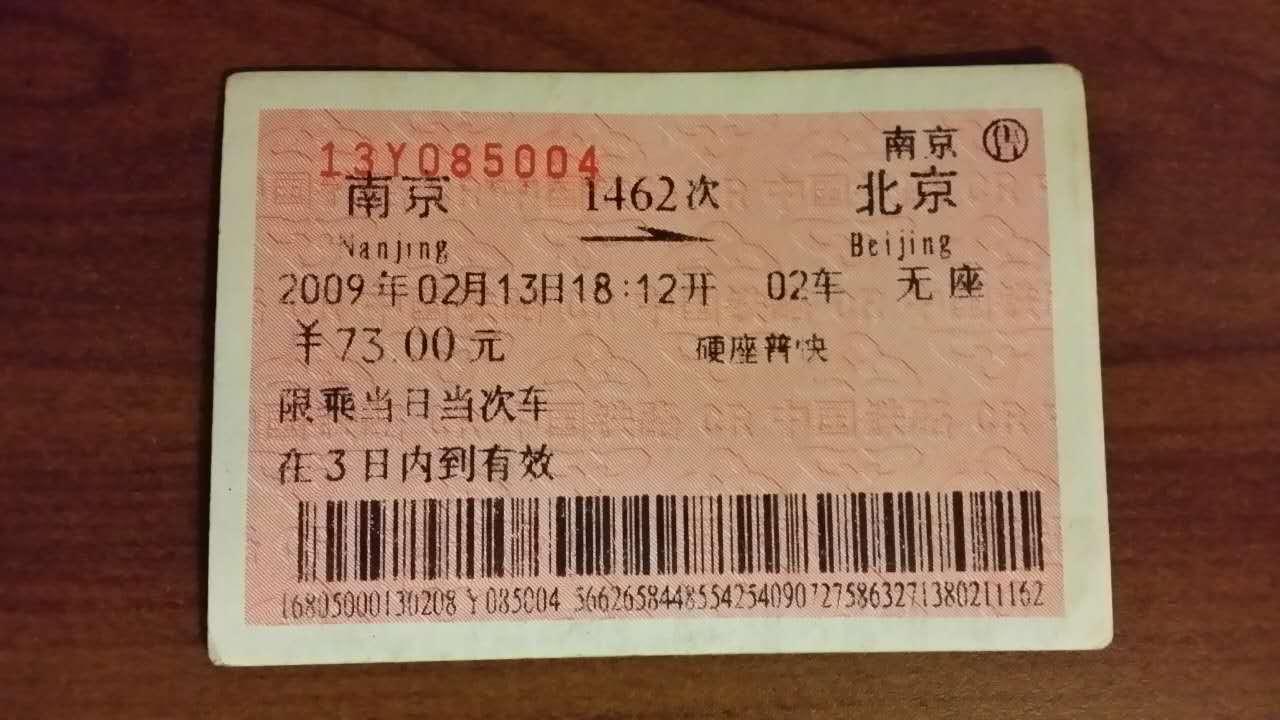 13Y085004
南京 售
南京 1462次 北京
Nanjing Beijing
2009年02月13日18:12开 02车 无座
¥73.00元 硬座普快
限乘当日当次车
在3日内到有效
16805000130208 Y085004 56626584485542540907275863271380211162